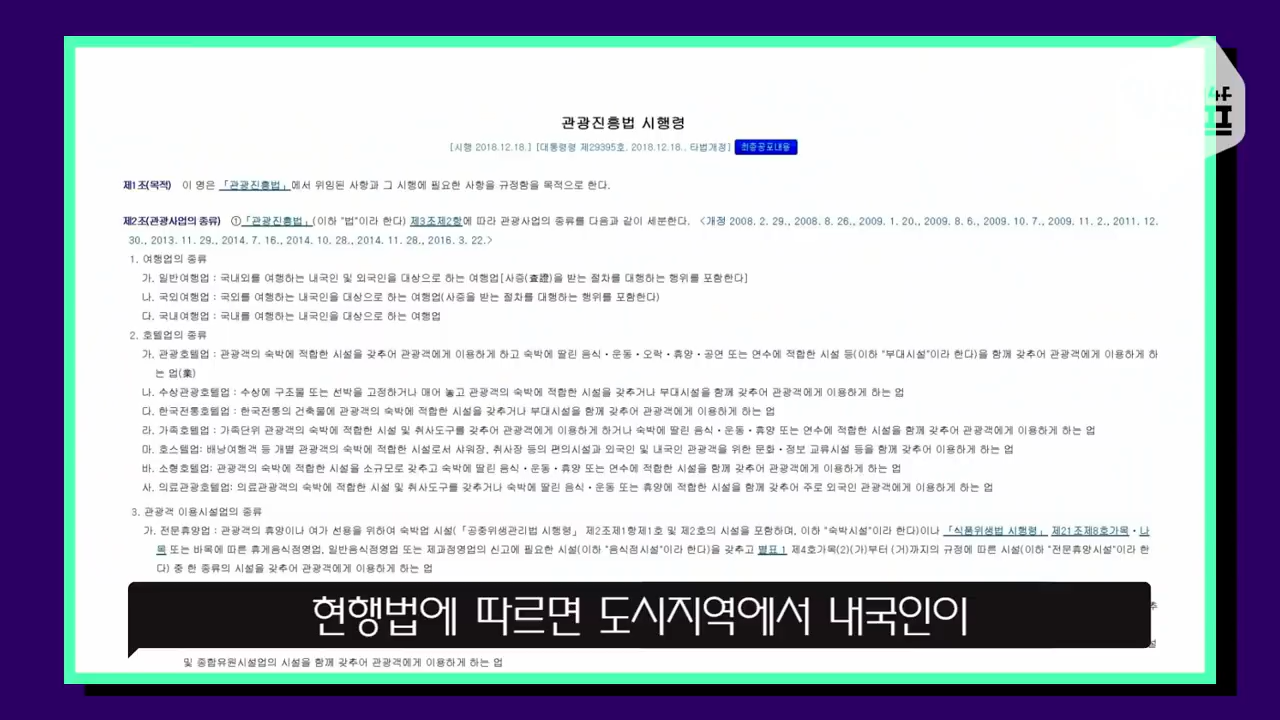 관광진흥법 시행령
[시행 2018.12.18.] [대통령령 제29395호, 2018.12.18., 타법개정] 최종공포내용
제1조(목적) 이 영은 「관광진흥법」에서 위임된 사항과 그 시행에 필요한 사항을 규정함을 목적으로 한다.
제2조(관광사업의 종류) ①「관광진흥법」(이하 "법"이라 한다) 제3조제2항에 따라 관광사업의 종류를 다음과 같이 세분한다. <개정 2008. 2. 29., 2008. 8. 26., 2009. 1. 20., 2009. 8. 6., 2009. 10. 7., 2009. 11. 2., 2011. 12.
30., 2013. 11. 29., 2014. 7. 16., 2014. 10. 28., 2014. 11. 28., 2016. 3. 22.>
1. 여행업의 종류
가. 일반여행업 : 국내외를 여행하는 내국인 및 외국인을 대상으로 하는 여행업[사증(査證)을 받는 절차를 대행하는 행위를 포함한다]
나. 국외여행업 : 국외를 여행하는 내국인을 대상으로 하는 여행업(사증을 받는 절차를 대행하는 행위를 포함한다)
다. 국내여행업 : 국내를 여행하는 내국인을 대상으로 하는 여행업
2. 호텔업의 종류
가. 관광호텔업 : 관광객의 숙박에 적합한 시설을 갖추어 관광객에게 이용하게 하고 숙박에 딸린 음식ㆍ운동ㆍ오락ㆍ휴양ㆍ공연 또는 연수에 적합한 시설 등(이하 "부대시설"이라 한다)을 함께 갖추어 관광객에게 이용하게 하
는 업(業)
나. 수상관광호텔업 : 수상에 구조물 또는 선박을 고정하거나 매어 놓고 관광객의 숙박에 적합한 시설을 갖추거나 부대시설을 함께 갖추어 관광객에게 이용하게 하는 업
다. 한국전통호텔업 : 한국전통의 건축물에 관광객의 숙박에 적합한 시설을 갖추거나 부대시설을 함께 갖추어 관광객에게 이용하게 하는 업
라. 가족호텔업 : 가족단위 관광객의 숙박에 적합한 시설 및 취사도구를 갖추어 관광객에게 이용하게 하거나 숙박에 딸린 음식ㆍ운동ㆍ휴양 또는 연수에 적합한 시설을 함께 갖추어 관광객에게 이용하게 하는 업
마. 호스텔업: 배낭여행객 등 개별 관광객의 숙박에 적합한 시설로서 샤워장, 취사장 등의 편의시설과 외국인 및 내국인 관광객을 위한 문화ㆍ정보 교류시설 등을 함께 갖추어 이용하게 하는 업
바. 소형호텔업: 관광객의 숙박에 적합한 시설을 소규모로 갖추고 숙박에 딸린 음식ㆍ운동ㆍ휴양 또는 연수에 적합한 시설을 함께 갖추어 관광객에게 이용하게 하는 업
사. 의료관광호텔업: 의료관광객의 숙박에 적합한 시설 및 취사도구를 갖추거나 숙박에 딸린 음식ㆍ운동 또는 휴양에 적합한 시설을 함께 갖추어 주로 외국인 관광객에게 이용하게 하는 업
3. 관광객 이용시설업의 종류
가. 전문휴양업 : 관광객의 휴양이나 여가 선용을 위하여 숙박업 시설(「공중위생관리법 시행령」 제2조제1항제1호 및 제2호의 시설을 포함하며, 이하 "숙박시설"이라 한다)이나 「식품위생법 시행령」 제21조제8호가목ㆍ나
목 또는 바목에 따른 휴게음식점영업, 일반음식점영업 또는 제과점영업의 신고에 필요한 시설(이하 "음식점시설"이라 한다)을 갖추고 별표 1 제4호가목(2)(가)부터 (거)까지의 규정에 따른 시설(이하 "전문휴양시설"이라 한
다) 중 한 종류의 시설을 갖추어 관광객에게 이용하게 하는 업
현행법에 따르면 도시지역에서 내국인이
및 종합유원시설업의 시설을 함께 갖추어 관광객에게 이용하게 하는 업